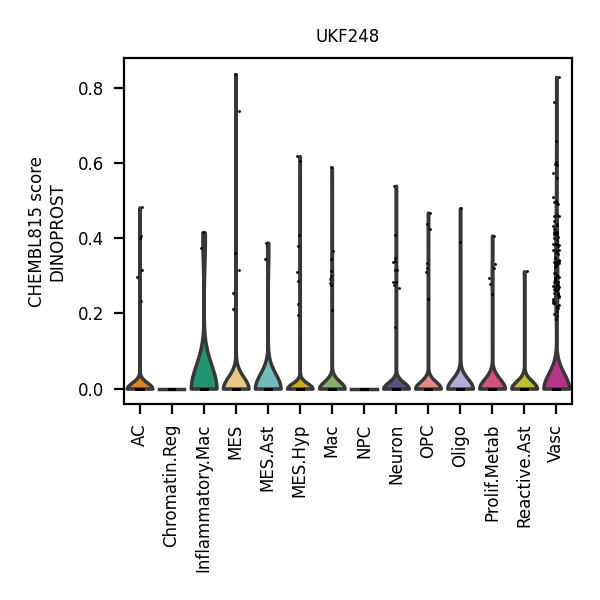 UKF248
CHEMBL815 score
DINOPROST
0.8
0.6
0.4
0.2
0.0
AC
Chromatin.Reg
Inflammatory.Mac
MES
MES.Ast
MES.Hyp
Mac
NPC
Neuron
OPC
Oligo
Prolif.Metab
Reactive.Ast
Vasc